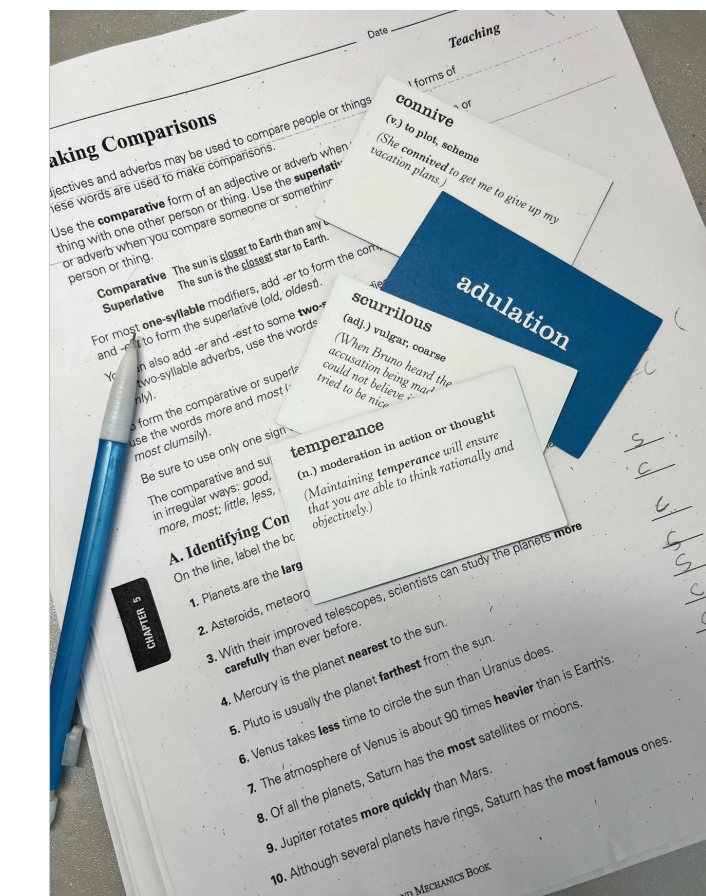 Date
Teaching
aking Comparisons
djectives and adverbs may be used to compare people or things
l forms of
hese words are used to make comparisons.
or
Use the comparative form of an adjective or adverb when
thing with one other person or thing. Use the superlativ
or adverb when you compare someone or something
person or thing.
Comparative The sun is closer to Earth than any
Superlative The sun is the closest star to Earth.
For most one-syllable modifiers, add -er to form the com
and to form the superlative (old, oldest).
also add -er and -est to some two-s
two-syllable adverbs, use the words
nly).
form the comparative or superla
use the words more and most (
most clumsily).
Be sure to use only one sign
The comparative and su
in irregular ways: good,
more, most; little, less,
connive
(v.) to plot, scheme
(She connived to get me to give up my
vacation plans.)
adulation
scurrilous
(adj.) vulgar, coarse
(When Bruno heard the
accusation being mad
could not believe
tried to be nice
temperance
(n.) moderation in action or thought
(Maintaining temperance will ensure
that you are able to think rationally and
objectively.)
A. Identifying Con
On the line, label the bo
1. Planets are the larg
2. Asteroids, meteoro
3. With their improved telescopes, scientists can study the planets more
carefully than ever before.
4. Mercury is the planet nearest to the sun.
5. Pluto is usually the planet farthest from the sun.
6. Venus takes less time to circle the sun than Uranus does.
7. The atmosphere of Venus is about 90 times heavier than is Earth's.
8. Of all the planets, Saturn has the most satellites or moons.
9. Jupiter rotates more quickly than Mars.
10. Although several planets have rings, Saturn has the most famous ones.
CHAPTER 5
C
S
C
C
S
S
C
ND MECHANICS BOOK